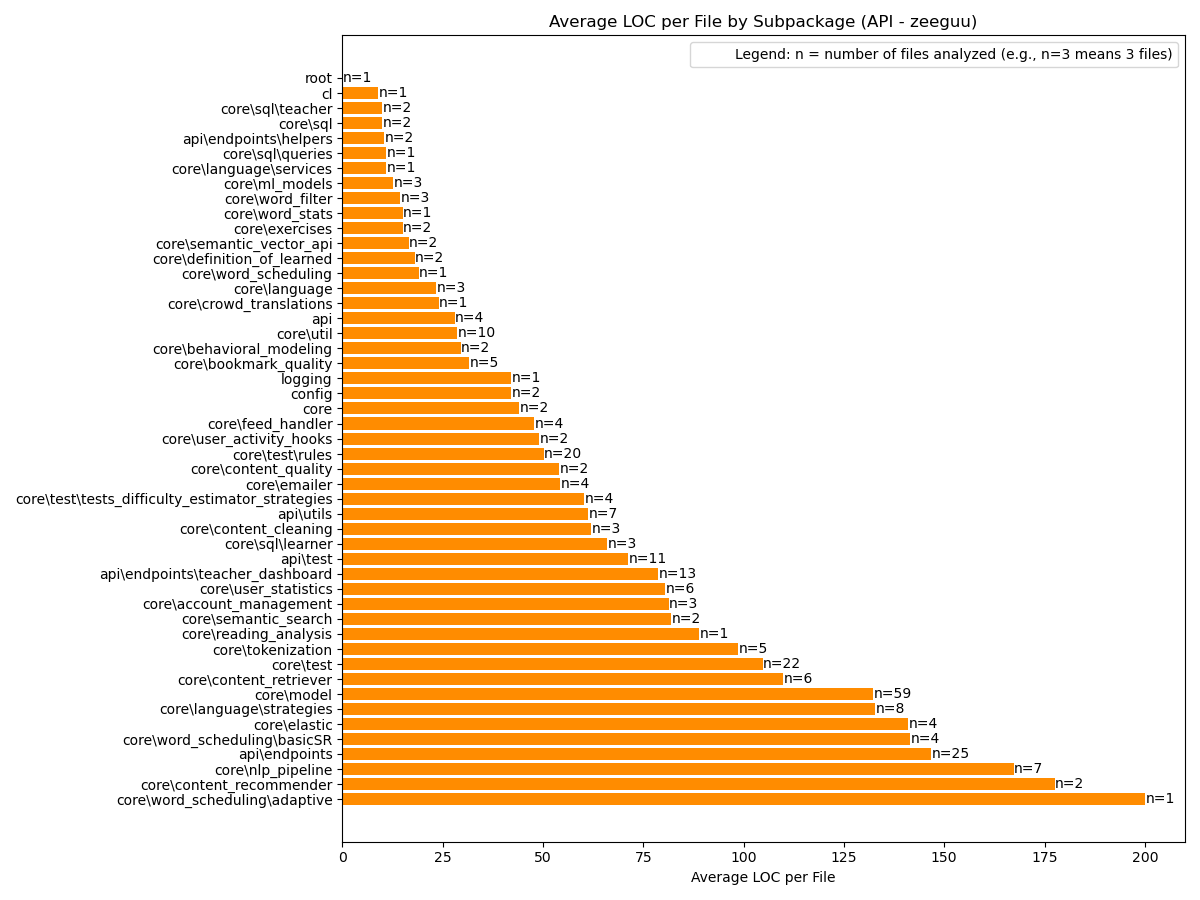 Average LOC per File by Subpackage (API - zeeguu)
Legend: n = number of files analyzed (e.g., n=3 means 3 files)
root n=1
cl n=1
core\sql\teacher n=2
core\sql n=2
api\endpoints\helpers n=2
core\sql\queries n=1
core\language\services n=1
core\ml_models n=3
core\word_filter n=3
core\word_stats n=1
core\exercises n=2
core\semantic_vector_api n=2
core\definition_of_learned n=2
core\word_scheduling n=1
core\language n=3
core\crowd_translations n=1
api n=4
core\util n=10
core\behavioral_modeling n=2
core\bookmark_quality n=5
logging n=1
config n=2
core n=2
core\feed_handler n=4
core\user_activity_hooks n=2
core\test\rules n=20
core\content_quality n=2
core\emailer n=4
core\test\tests_difficulty_estimator_strategies n=4
api\utils n=7
core\content_cleaning n=3
core\sql\learner n=3
api\test n=11
api\endpoints\teacher_dashboard n=13
core\user_statistics n=6
core\account_management n=3
core\semantic_search n=2
core\reading_analysis n=1
core\tokenization n=5
core\test n=22
core\content_retriever n=6
core\model n=59
core\language\strategies n=8
core\elastic n=4
core\word_scheduling\basicSR n=4
api\endpoints n=25
core\nlp_pipeline n=7
core\content_recommender n=2
core\word_scheduling\adaptive n=1
0 25 50 75 100 125 150 175 200
Average LOC per File